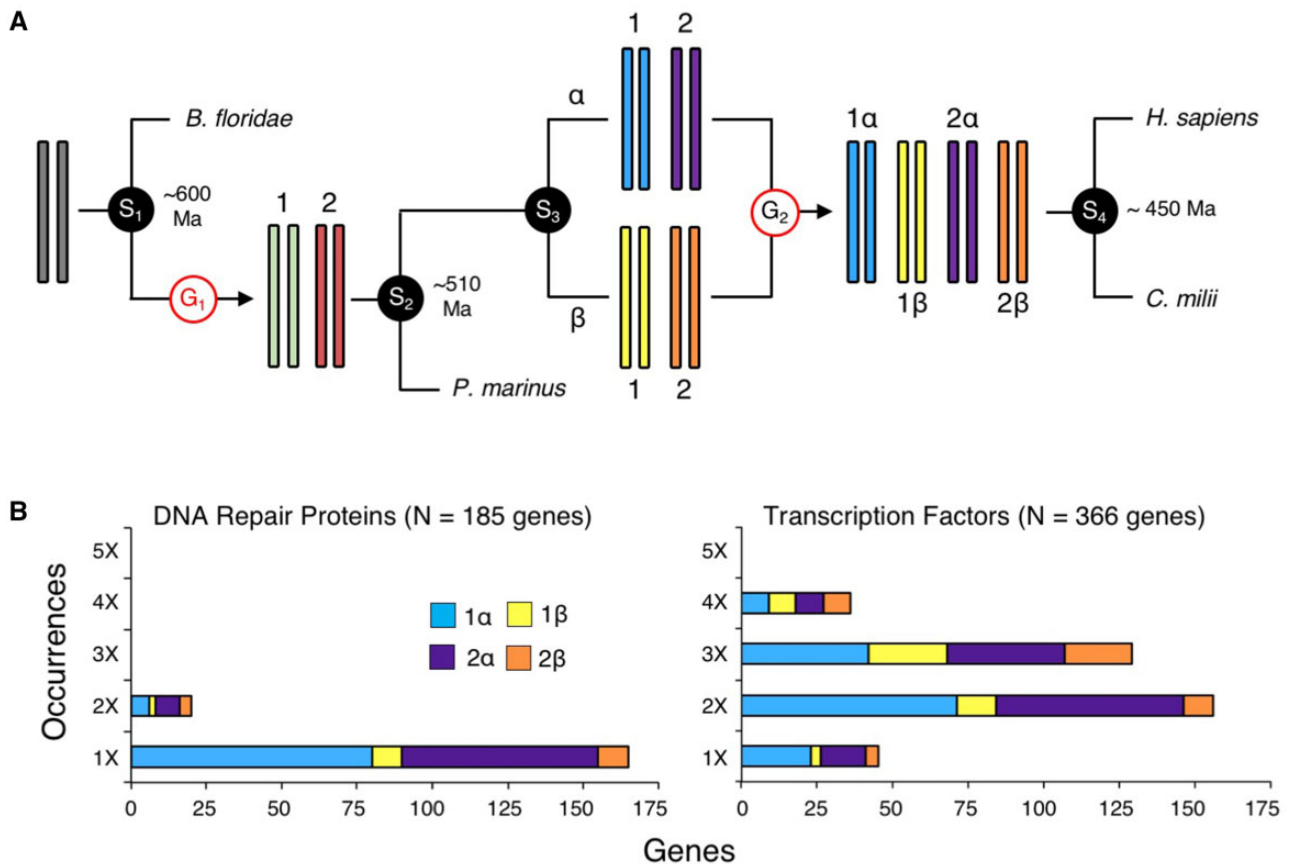 A
1 2
α
B. floridae
S1
~600
Ma
1 2
G1
S2
~510
Ma
P. marinus
S3
β
1 2
G2
1α 2α
1β 2β
H. sapiens
S4
~ 450 Ma
C. milii
B
DNA Repair Proteins (N = 185 genes)
Occurrences
5X
4X
3X
2X
1X
1α 1β
2α 2β
0 25 50 75 100 125 150 175
Transcription Factors (N = 366 genes)
5X
4X
3X
2X
1X
0 25 50 75 100 125 150 175
Genes